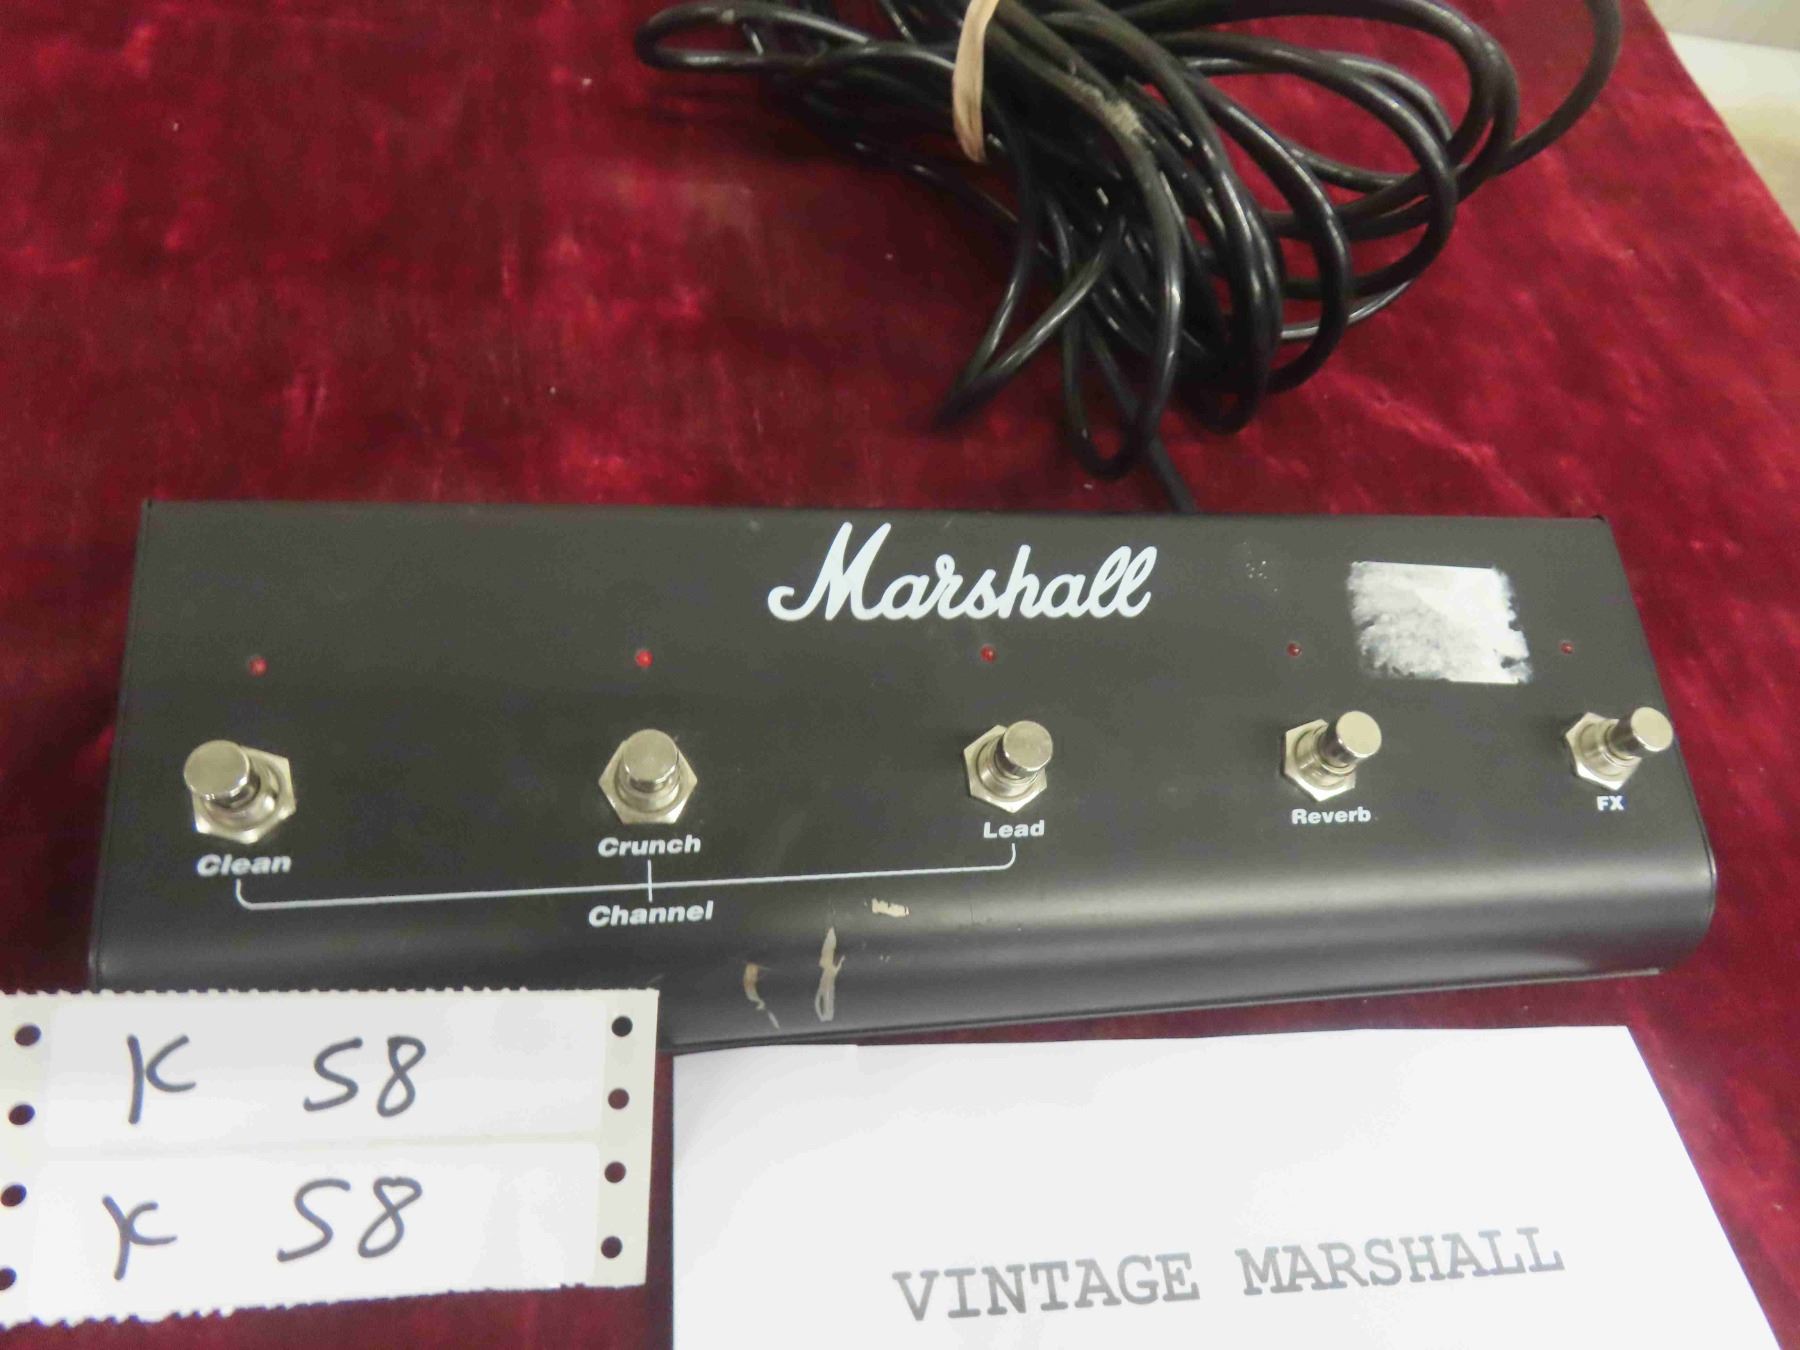 Marshall
Clean
Crunch
Lead
Reverb
FX
Channel
K 58
K 58
VINTAGE MARSHALL